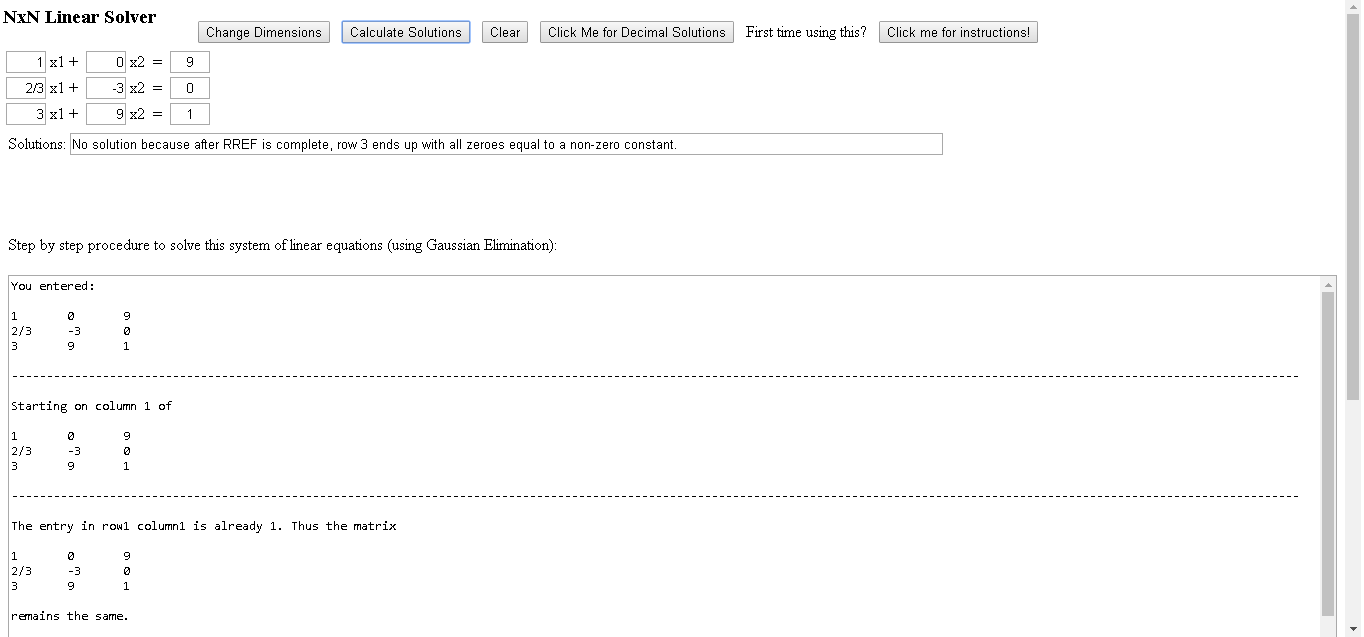 NxN Linear Solver
Change Dimensions Calculate Solutions Clear Click Me for Decimal Solutions First time using this? Click me for instructions!
1 x1 + 0 x2 = 9
2/3 x1 + -3 x2 = 0
3 x1 + 9 x2 = 1
Solutions: No solution because after RREF is complete, row 3 ends up with all zeroes equal to a non-zero constant.
Step by step procedure to solve this system of linear equations (using Gaussian Elimination):
You entered:
1 0 9
2/3 -3 0
3 9 1
--------------------------------------------------------------------------------------------------------------------------------------------------------------------------------------------------------
Starting on column 1 of
1 0 9
2/3 -3 0
3 9 1
--------------------------------------------------------------------------------------------------------------------------------------------------------------------------------------------------------
The entry in row1 column1 is already 1. Thus the matrix
1 0 9
2/3 -3 0
3 9 1
remains the same.